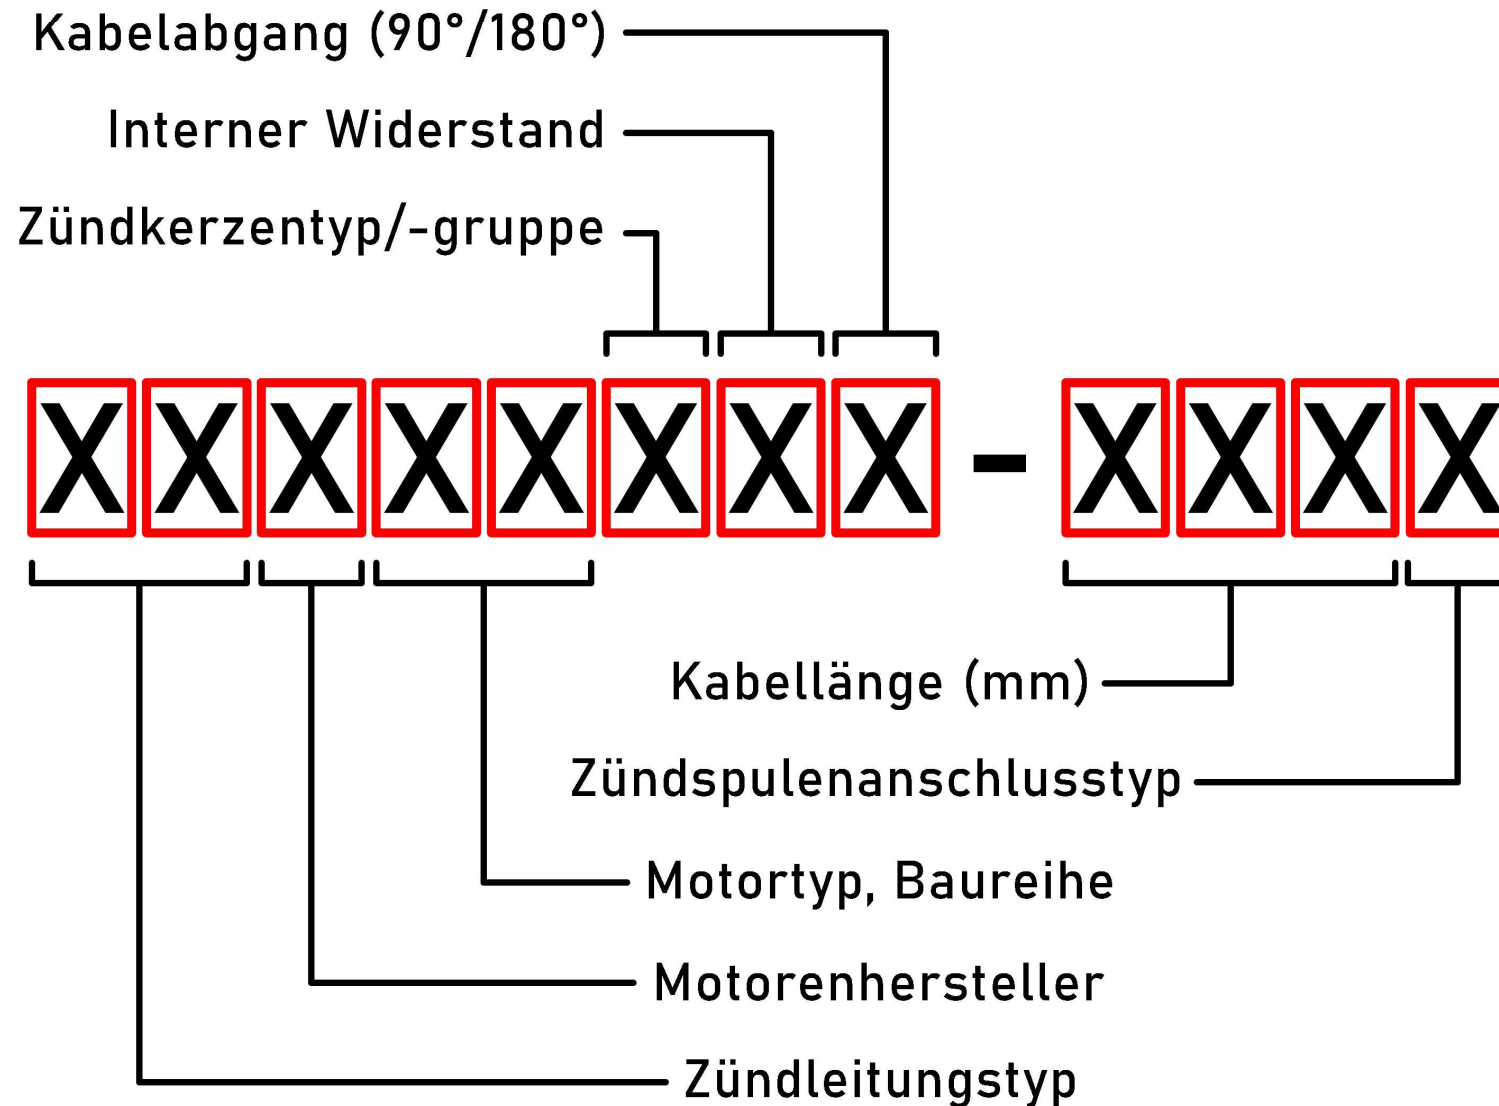 Kabelabgang (90°/180°)
Interner Widerstand
Zündkerzentyp/-gruppe
XXXXXXXX - XXXX
Kabellänge (mm)
Zündspulenanschlusstyp
Motortyp, Baureihe
Motorenhersteller
Zündleitungstyp